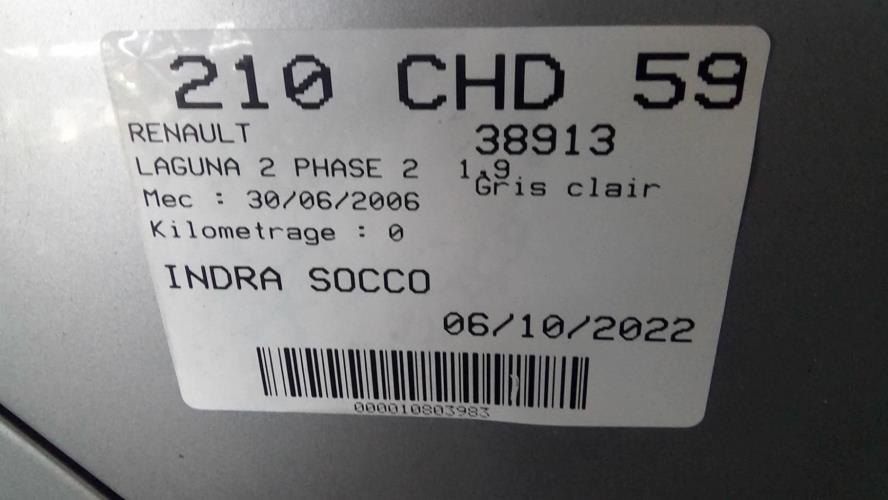 210 CHD 59
RENAULT 38913
LAGUNA 2 PHASE 2 1.9
Gris clair
Mec : 30/06/2006
Kilometrage : 0
INDRA SOCCO
06/10/2022
000010803983